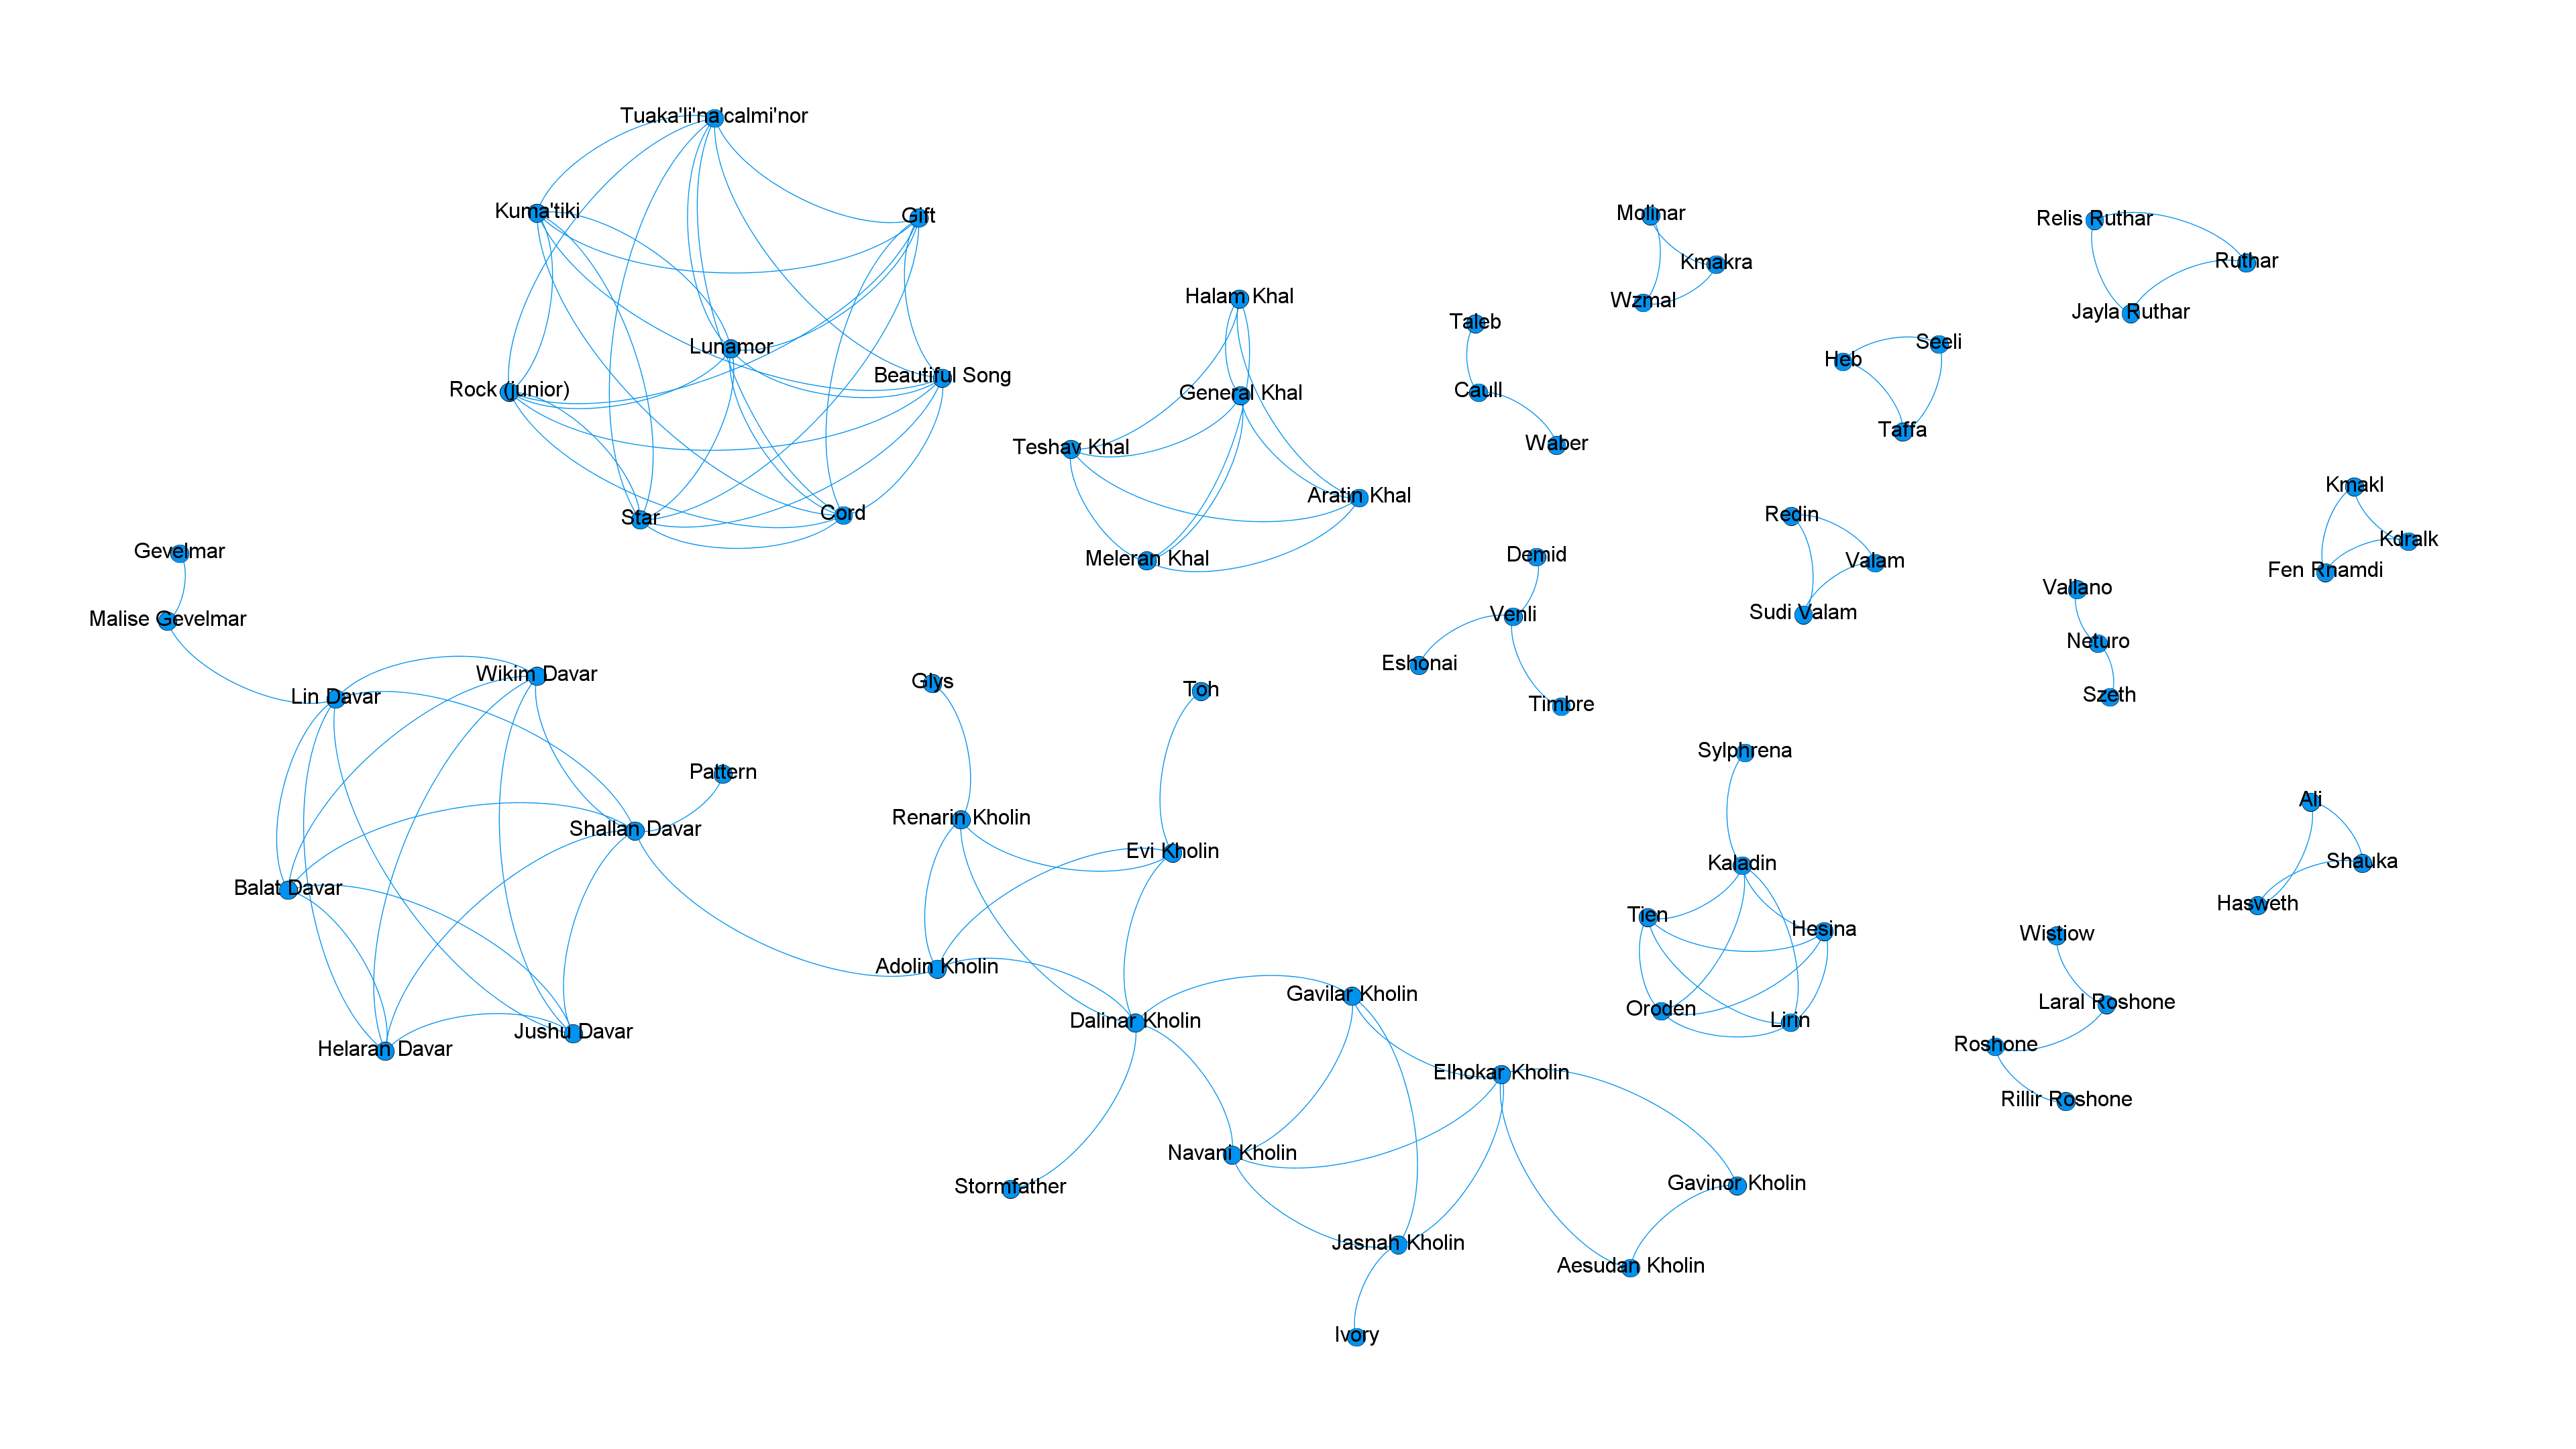 Tuaka'li'na'calmi'nor
Kuma'tiki
Gift
Molinar
Relis Ruthar
Kmakra
Ruthar
Halam Khal
Wzmal
Jayla Ruthar
Taleb
Lunamor
Seeli
Heb
Rock (junior)
Beautiful Song
General Khal
Caull
Taffa
Teshav Khal
Waber
Kmakl
Aratin Khal
Star
Cord
Redin
Kdralk
Gevelmar
Meleran Khal
Demid
Valam
Fen Rnamdi
Vallano
Malise Gevelmar
Venli
Sudi Valam
Neturo
Wikim Davar
Eshonai
Lin Davar
Glys
Toh
Timbre
Szeth
Sylphrena
Pattern
Ali
Renarin Kholin
Shallan Davar
Evi Kholin
Kaladin
Shauka
Balat Davar
Tien
Hasweth
Hesina
Wistiow
Adolin Kholin
Gavilar Kholin
Oroden
Laral Roshone
Dalinar Kholin
Lirin
Jushu Davar
Helaran Davar
Roshone
Elhokar Kholin
Rillir Roshone
Navani Kholin
Stormfather
Gavinor Kholin
Jasnah Kholin
Aesudan Kholin
Ivory